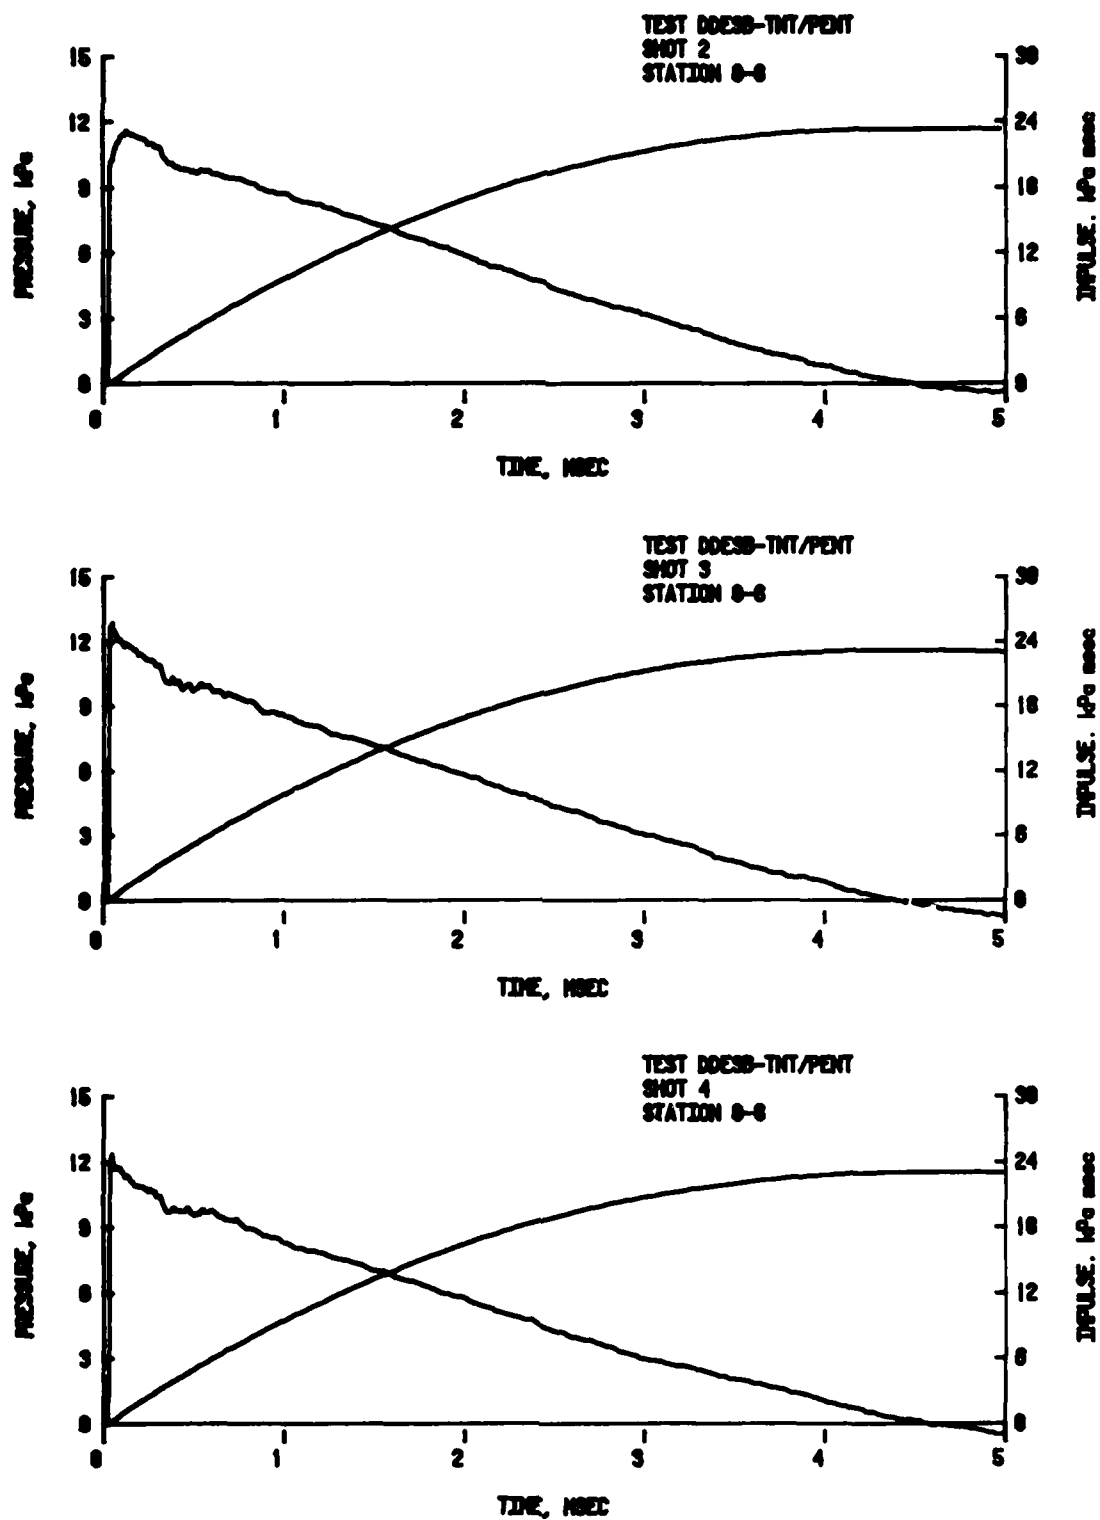 TEST DDESB-TNT/PENT
SHOT 2
STATION 8-6
15
12
9
6
3
0
30
24
18
12
6
0
PRESSURE, kPa
IMPULSE. kPa msec
0 1 2 3 4 5
TIME, MSEC
TEST DDESB-TNT/PENT
SHOT 3
STATION 8-6
15
12
9
6
3
0
30
24
18
12
6
0
PRESSURE, kPa
IMPULSE. kPa msec
0 1 2 3 4 5
TIME, MSEC
TEST DDESB-TNT/PENT
SHOT 4
STATION 8-6
15
12
9
6
3
0
30
24
18
12
6
0
PRESSURE, kPa
IMPULSE. kPa msec
0 1 2 3 4 5
TIME, MSEC